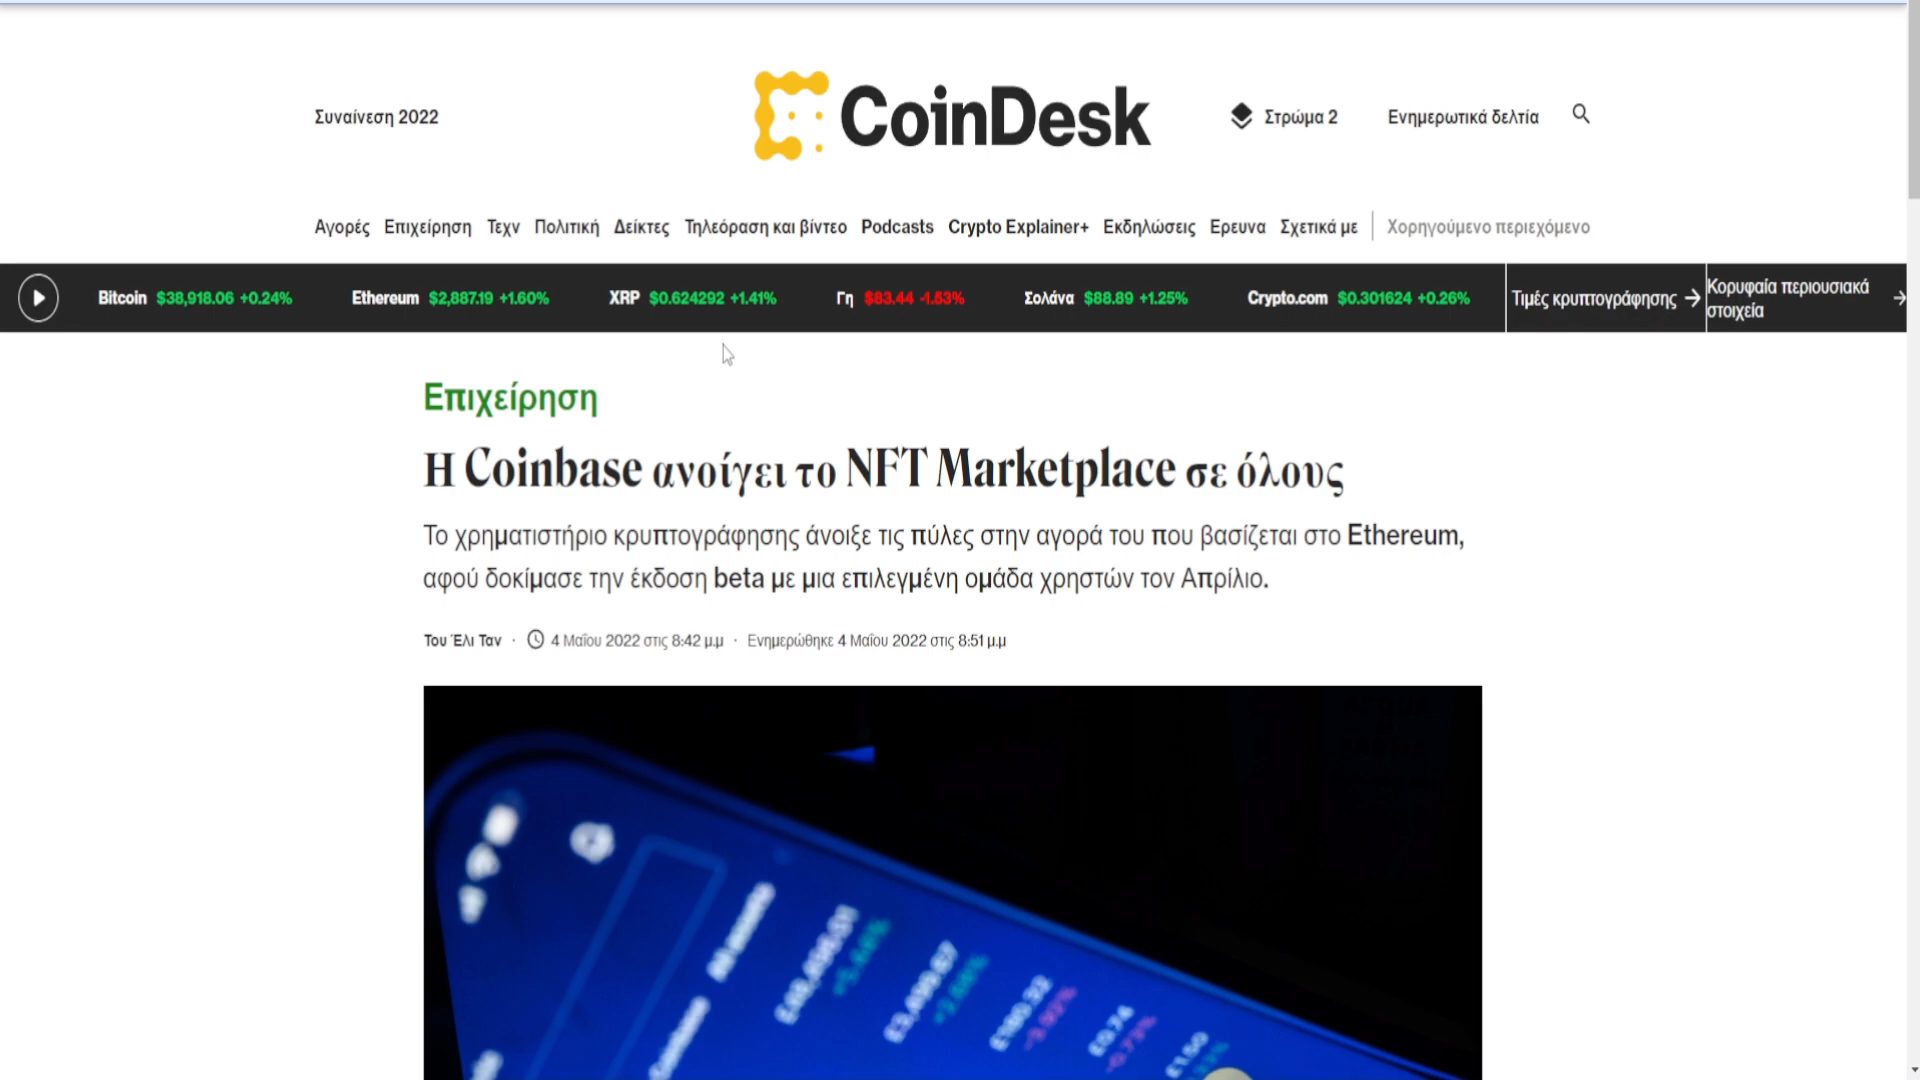 Συναίνεση 2022
CoinDesk
Στρώμα 2
Ενημερωτικά δελτία
Αγορές Επιχείρηση Τεχν Πολιτική Δείκτες Τηλεόραση και βίντεο Podcasts Crypto Explainer+ Εκδηλώσεις Ερευνα Σχετικά με Χορηγούμενο περιεχόμενο
Bitcoin $38,918.06 +0.24% Ethereum $2,887.19 +1.60% XRP $0.624292 +1.41% Γη $83.44 -1.53% Σολάνα $88.89 +1.25% Crypto.com $0.301624 +0.26% Τιμές κρυπτογράφησης
Κορυφαία περιουσιακά
στοιχεία
Επιχείρηση
Η Coinbase ανοίγει το NFT Marketplace σε όλους
Το χρηματιστήριο κρυπτογράφησης άνοιξε τις πύλες στην αγορά του που βασίζεται στο Ethereum,
αφού δοκίμασε την έκδοση beta με μια επιλεγμένη ομάδα χρηστών τον Απρίλιο.
Του Έλι Ταν · 4 Μαΐου 2022 στις 8:42 μ.μ · Ενημερώθηκε 4 Μαΐου 2022 στις 8:51 μ.μ